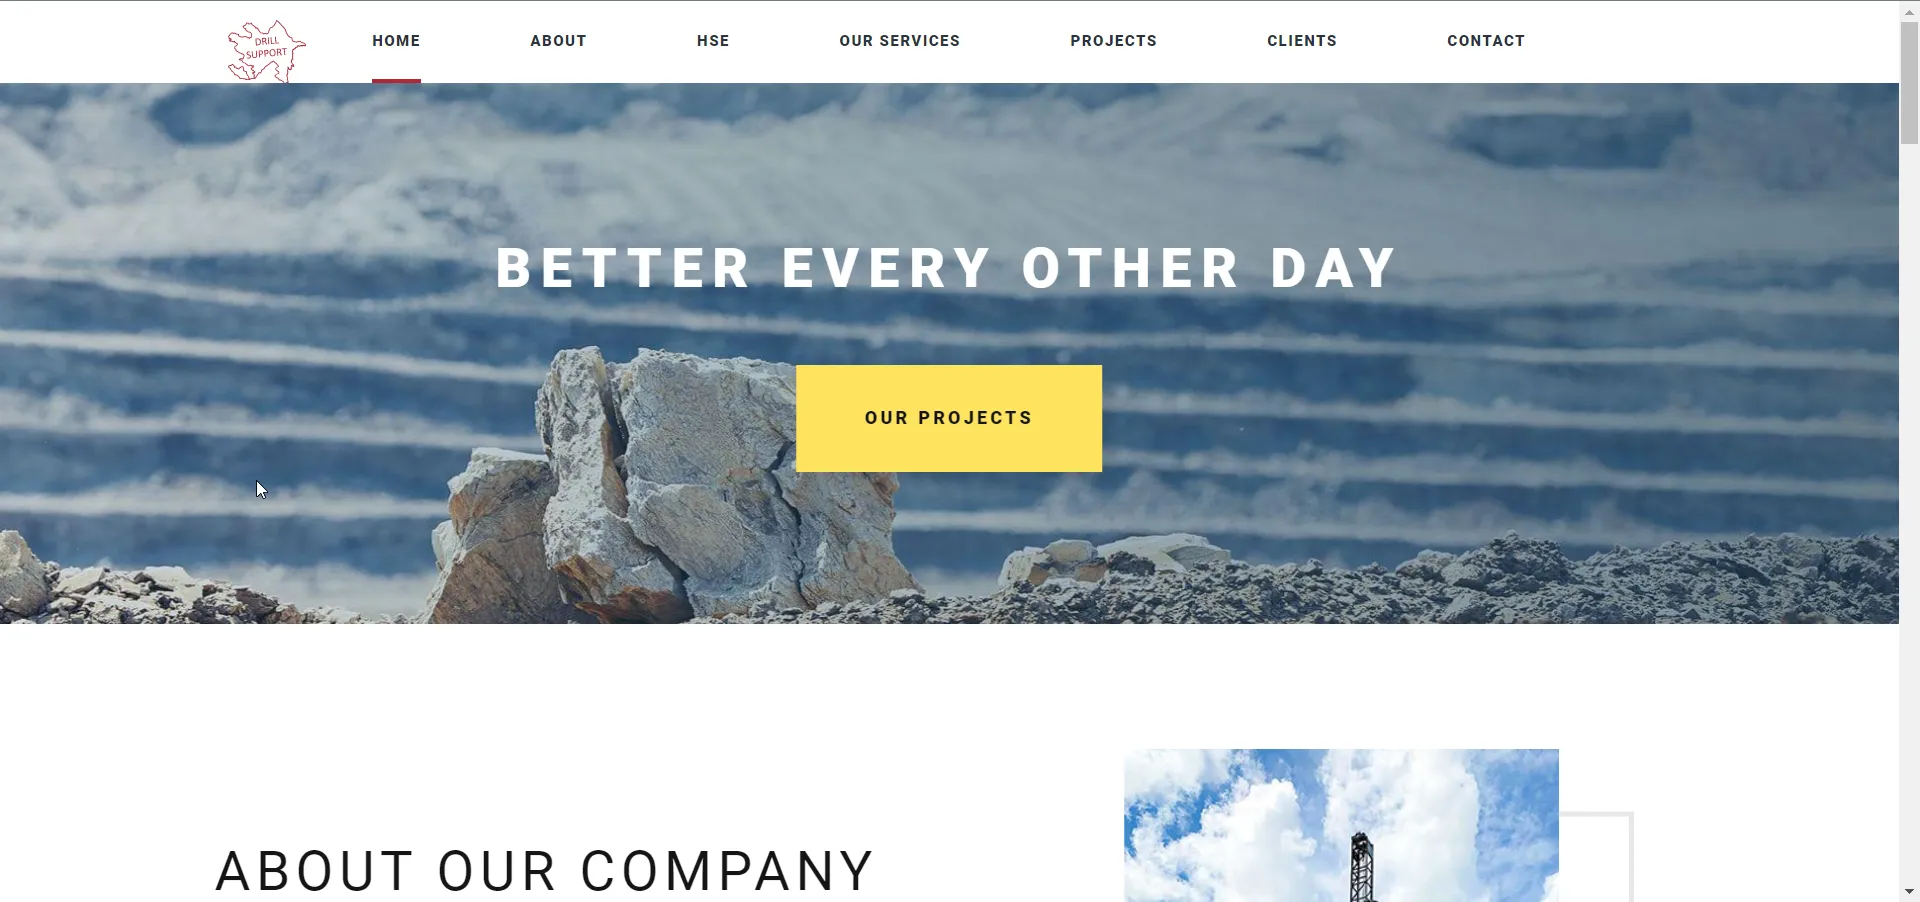 DRILL
SUPPORT
HOME
ABOUT
HSE
OUR SERVICES
PROJECTS
CLIENTS
CONTACT
BETTER EVERY OTHER DAY
OUR PROJECTS
ABOUT OUR COMPANY